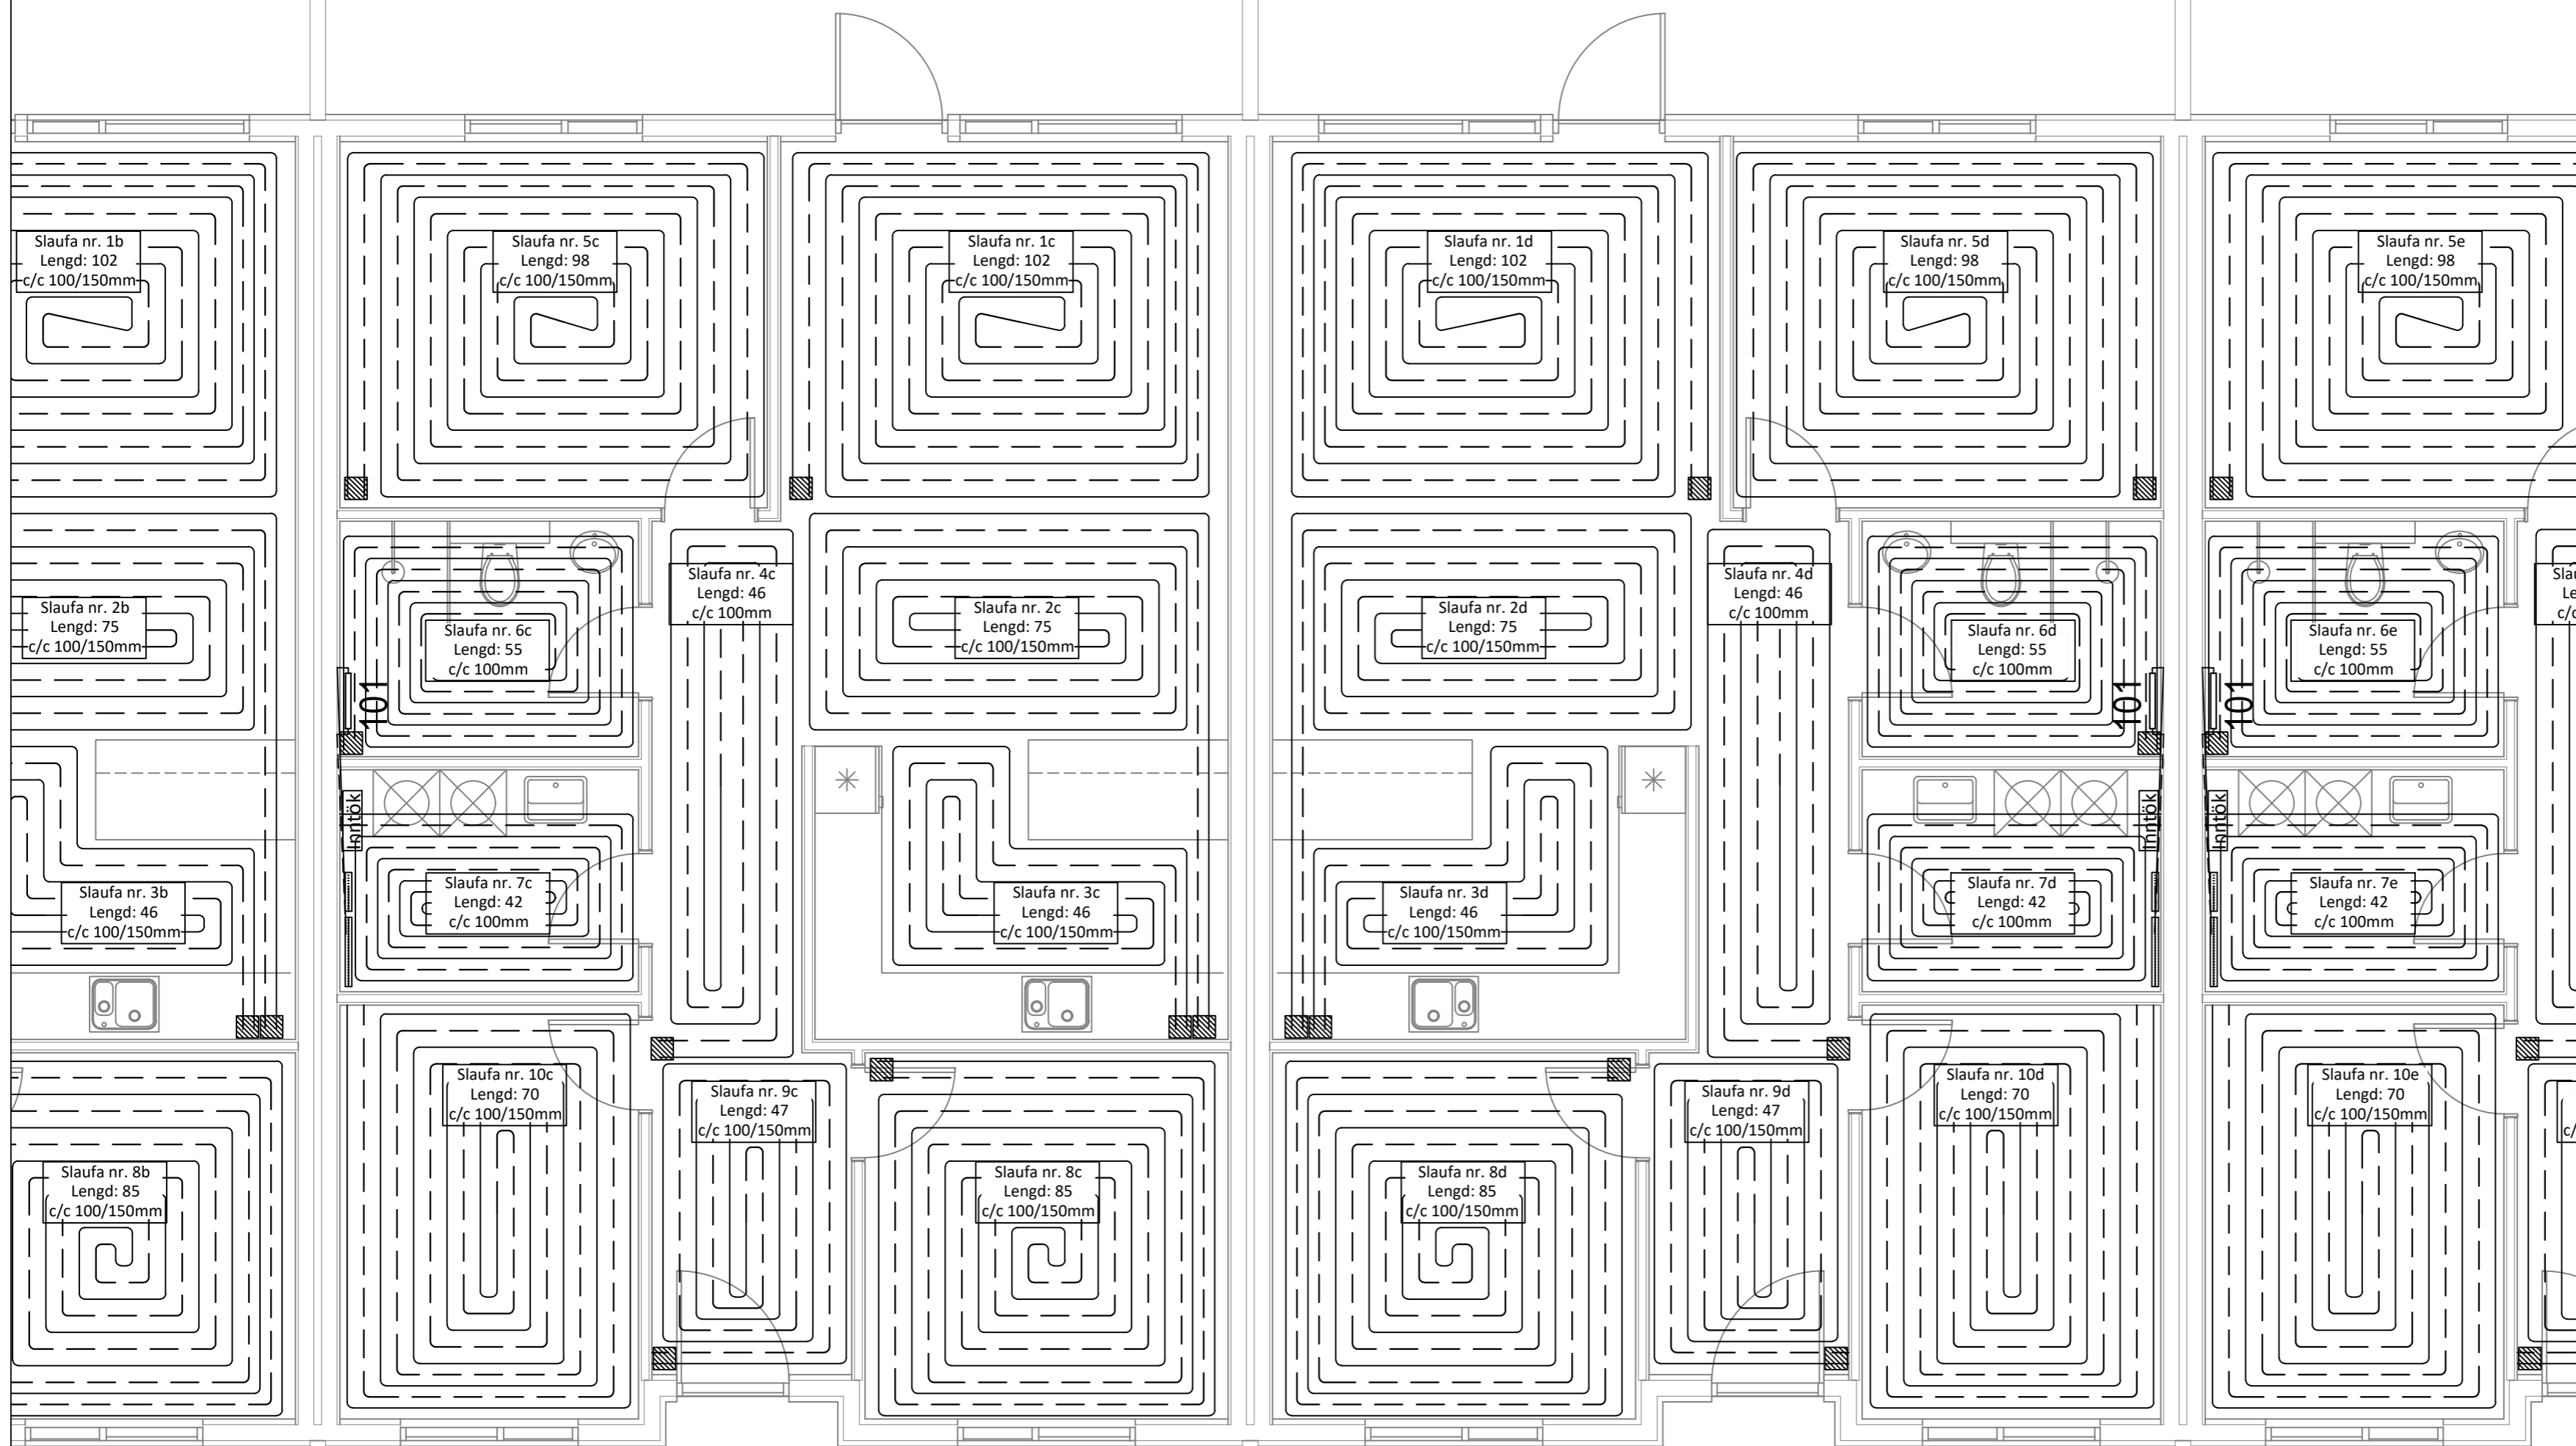 Slaufa nr. 1b
Lengd: 102
c/c 100/150mm
Slaufa nr. 5c
Lengd: 98
c/c 100/150mm
Slaufa nr. 1c
Lengd: 102
c/c 100/150mm
Slaufa nr. 1d
Lengd: 102
c/c 100/150mm
Slaufa nr. 5d
Lengd: 98
c/c 100/150mm
Slaufa nr. 5e
Lengd: 98
c/c 100/150mm
Slaufa nr. 2b
Lengd: 75
c/c 100/150mm
Slaufa nr. 6c
Lengd: 55
c/c 100mm
Slaufa nr. 4c
Lengd: 46
c/c 100mm
Slaufa nr. 2c
Lengd: 75
c/c 100/150mm
Slaufa nr. 2d
Lengd: 75
c/c 100/150mm
Slaufa nr. 4d
Lengd: 46
c/c 100mm
Slaufa nr. 6d
Lengd: 55
c/c 100mm
Slaufa nr. 6e
Lengd: 55
c/c 100mm
101
101
101
Inntök
Inntök
Inntök
Slaufa nr. 3b
Lengd: 46
c/c 100/150mm
Slaufa nr. 7c
Lengd: 42
c/c 100mm
Slaufa nr. 3c
Lengd: 46
c/c 100/150mm
Slaufa nr. 3d
Lengd: 46
c/c 100/150mm
Slaufa nr. 7d
Lengd: 42
c/c 100mm
Slaufa nr. 7e
Lengd: 42
c/c 100mm
Slaufa nr. 8b
Lengd: 85
c/c 100/150mm
Slaufa nr. 10c
Lengd: 70
c/c 100/150mm
Slaufa nr. 9c
Lengd: 47
c/c 100/150mm
Slaufa nr. 8c
Lengd: 85
c/c 100/150mm
Slaufa nr. 8d
Lengd: 85
c/c 100/150mm
Slaufa nr. 9d
Lengd: 47
c/c 100/150mm
Slaufa nr. 10d
Lengd: 70
c/c 100/150mm
Slaufa nr. 10e
Lengd: 70
c/c 100/150mm